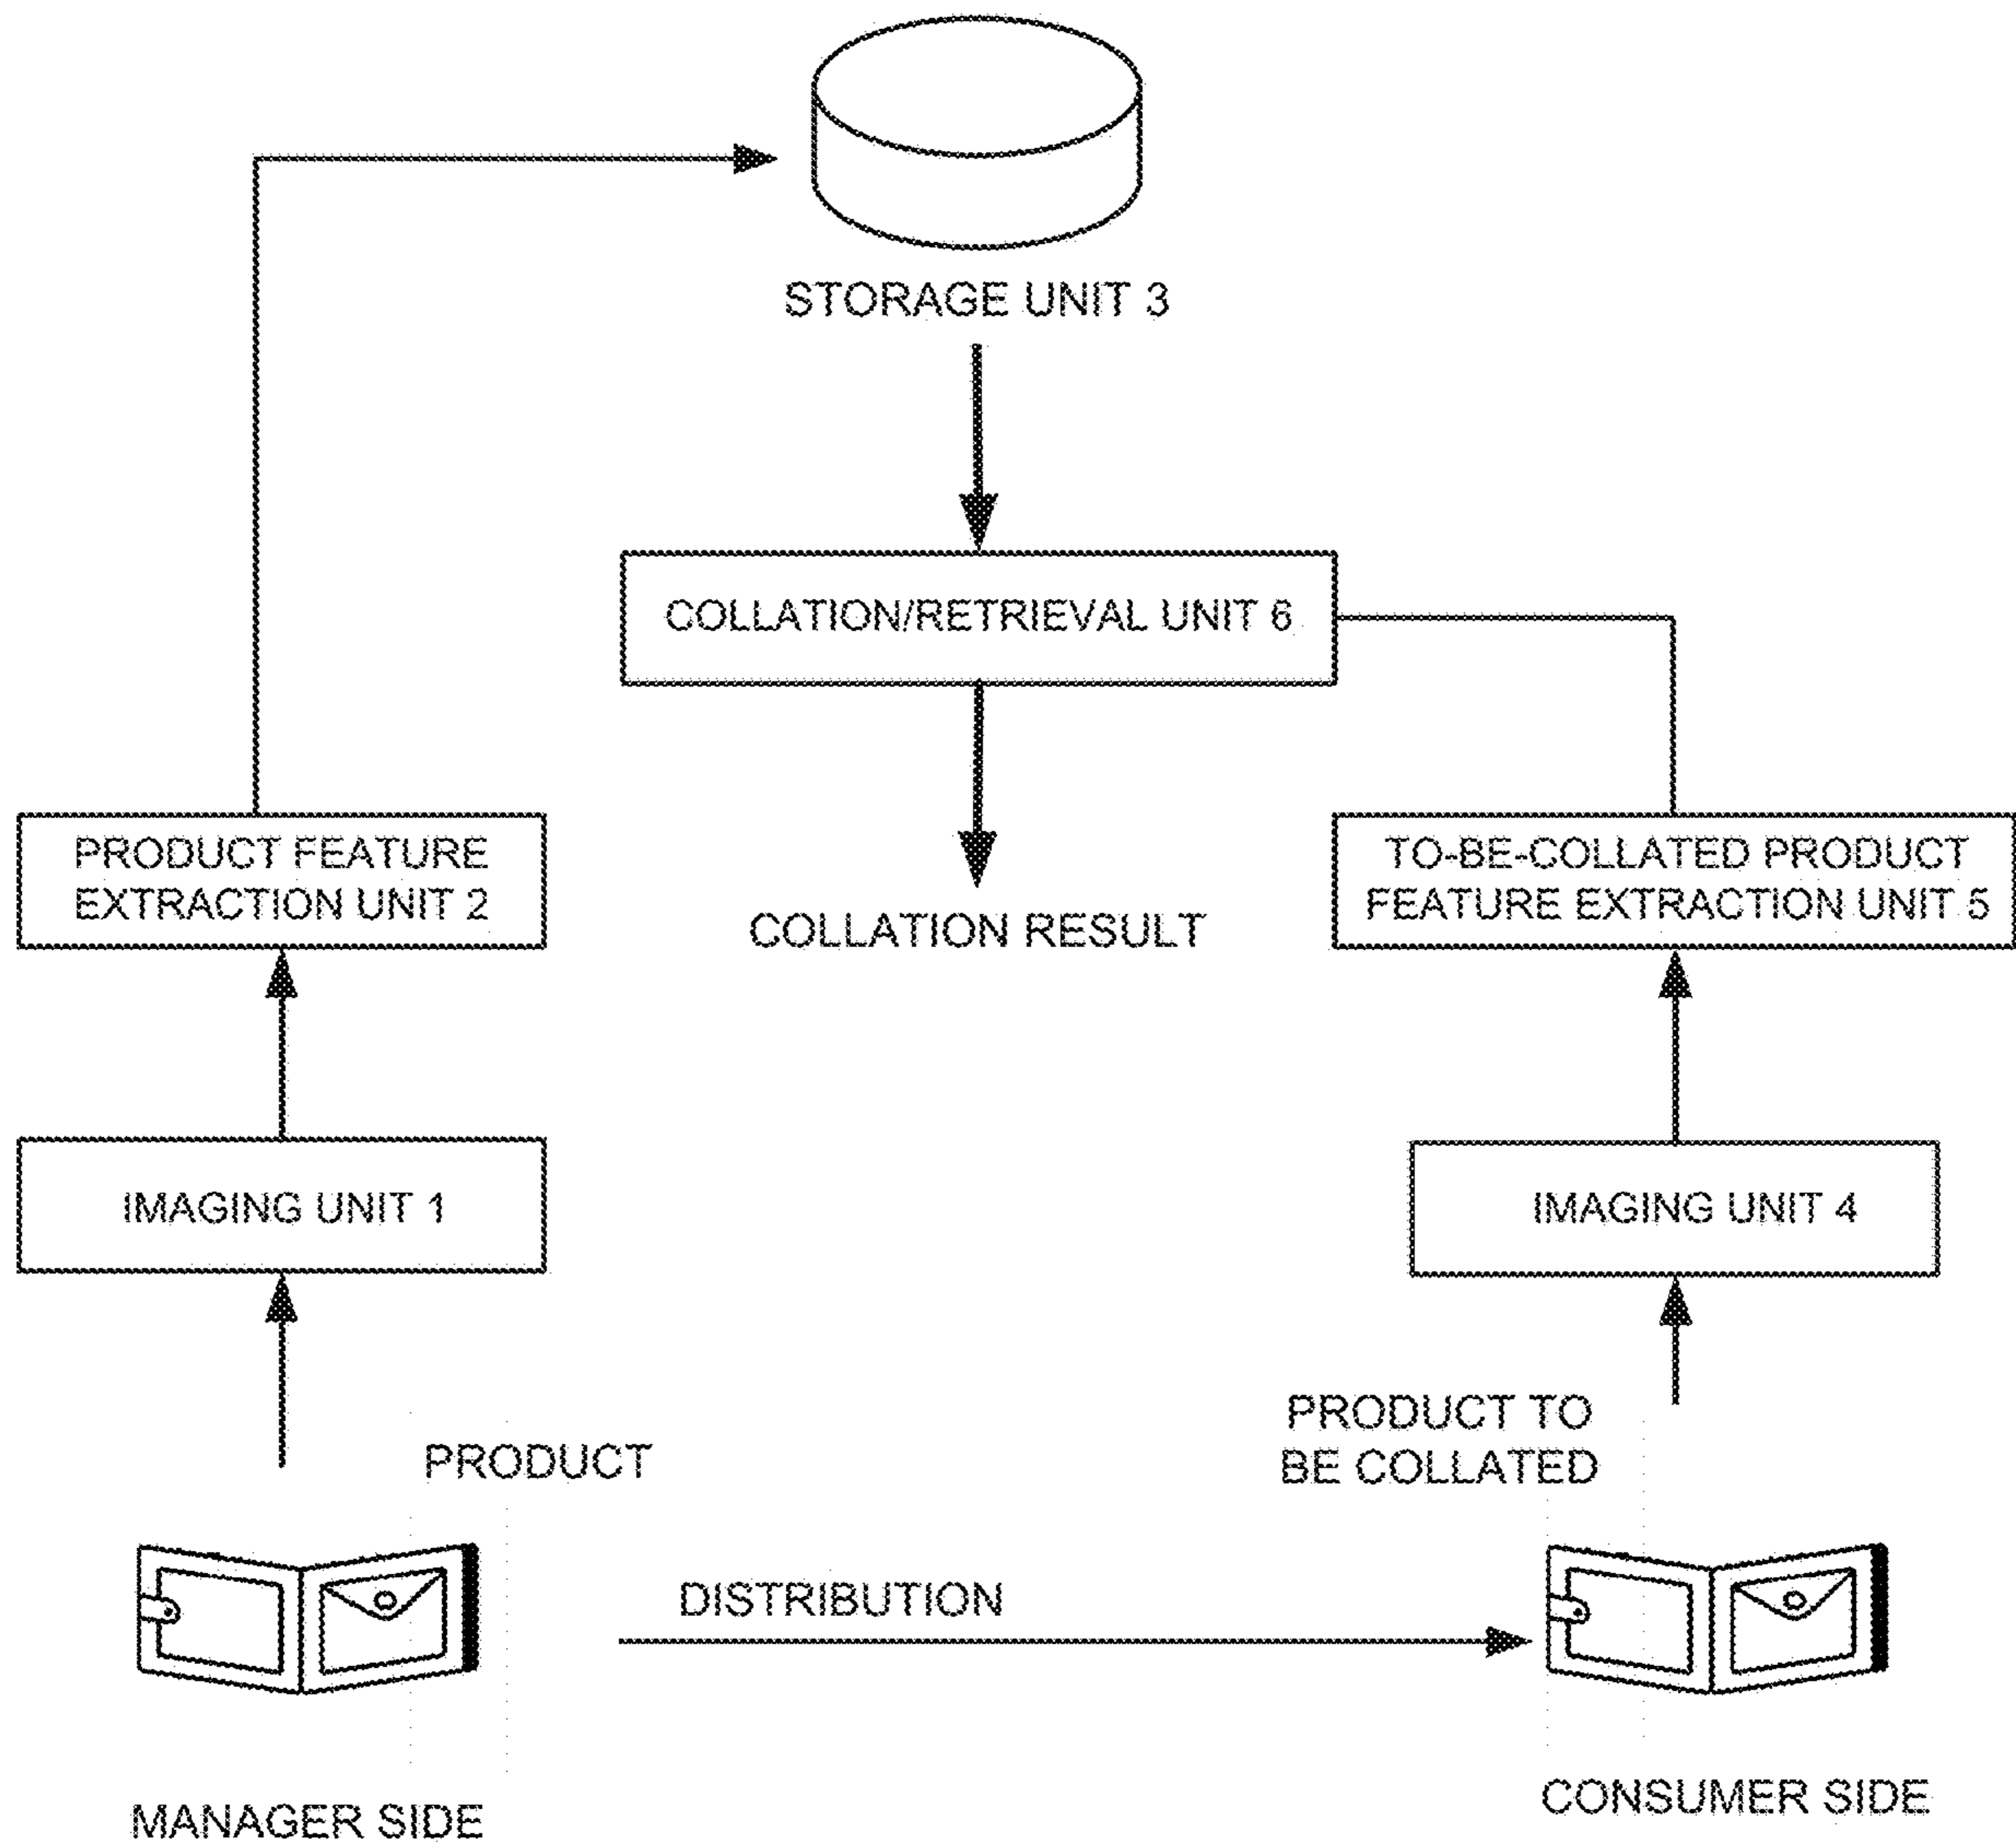 STORAGE UNIT 3
COLLATION/RETRIEVAL UNIT 6
PRODUCT FEATURE
EXTRACTION UNIT 2
COLLATION RESULT
TO-BE-COLLATED PRODUCT
FEATURE EXTRACTION UNIT 5
IMAGING UNIT 1
IMAGING UNIT 4
PRODUCT
PRODUCT TO
BE COLLATED
DISTRIBUTION
MANAGER SIDE
CONSUMER SIDE